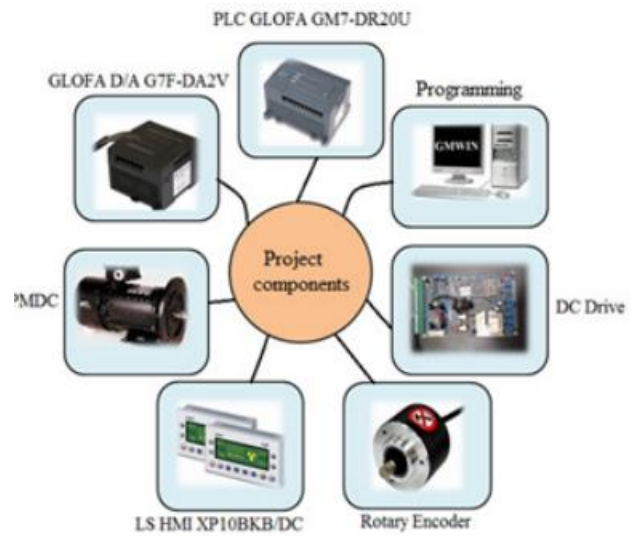 PLC GLOFA GM7-DR20U
GLOFA D/A G7F-DA2V
Programming
GMWIN
Project
components
PMDC
DC Drive
LS HMI XP10BKB/DC
Rotary Encoder